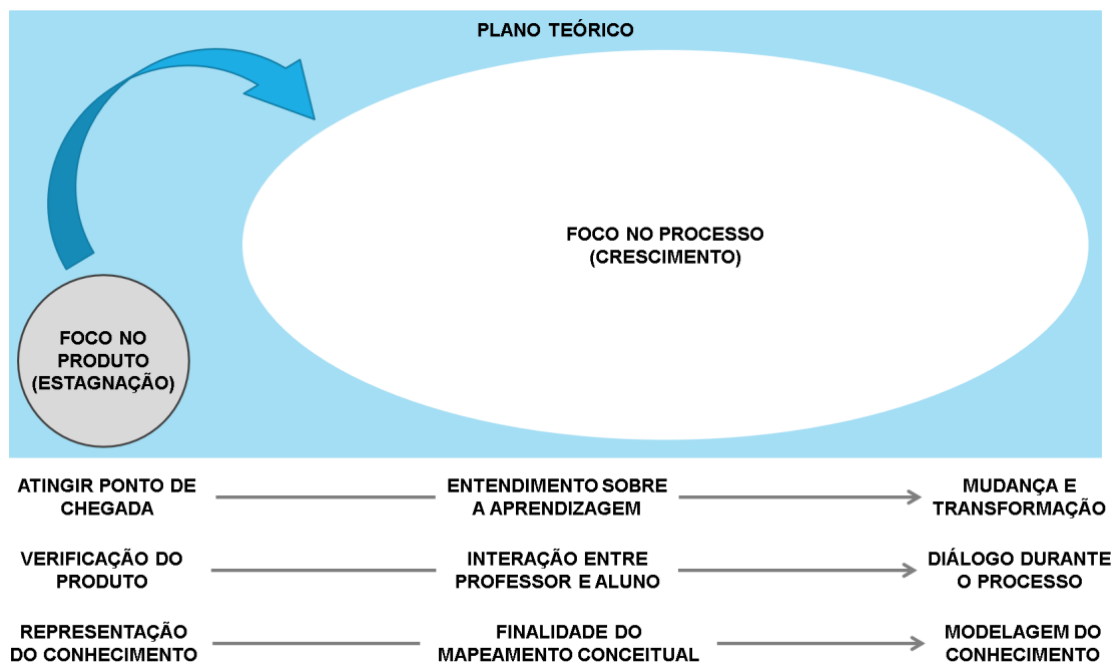 PLANO TEÓRICO
FOCO NO PROCESSO
(CRESCIMENTO)
FOCO NO
PRODUTO
(ESTAGNAÇÃO)
ATINGIR PONTO DE
CHEGADA
ENTENDIMENTO SOBRE
A APRENDIZAGEM
MUDANÇA E
TRANSFORMAÇÃO
VERIFICAÇÃO DO
PRODUTO
INTERAÇÃO ENTRE
PROFESSOR E ALUNO
DIÁLOGO DURANTE
O PROCESSO
REPRESENTAÇÃO
DO CONHECIMENTO
FINALIDADE DO
MAPEAMENTO CONCEITUAL
MODELAGEM DO
CONHECIMENTO